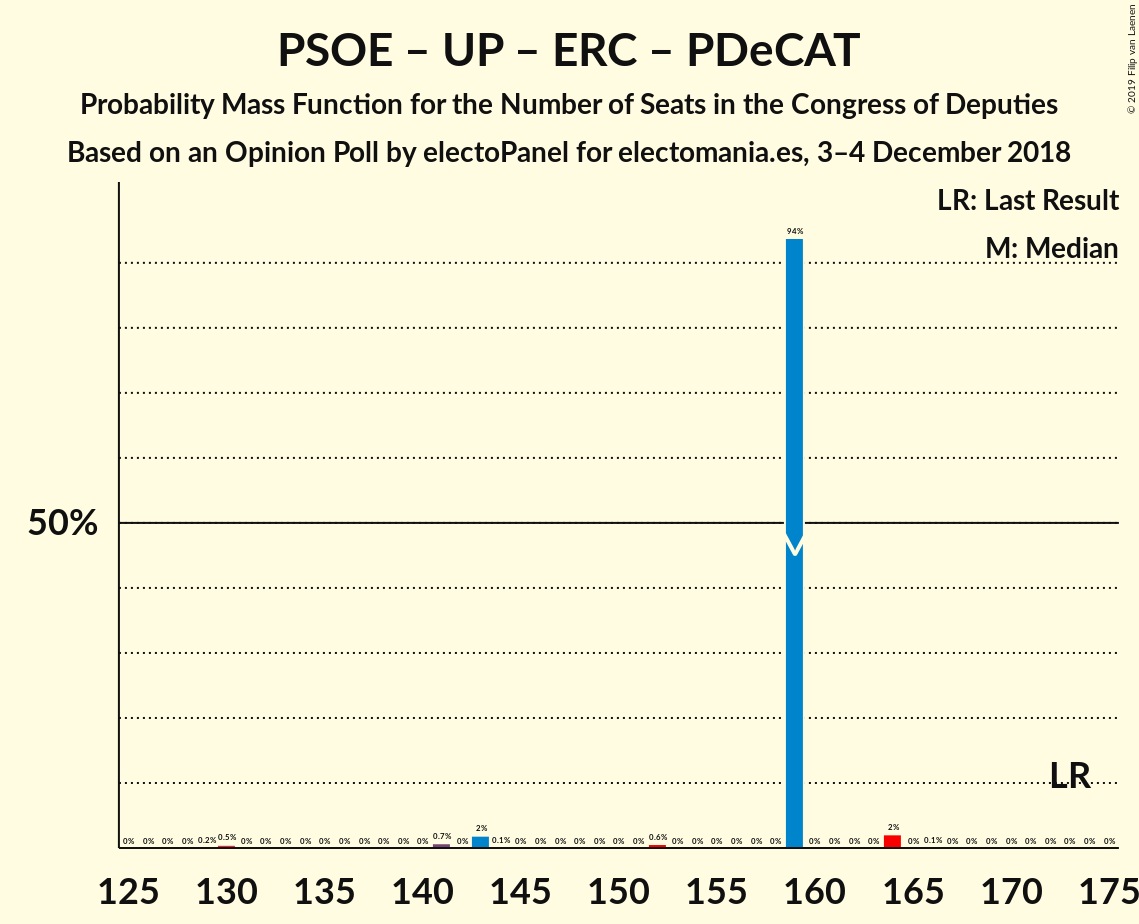 PSOE – UP – ERC – PDeCAT
Probability Mass Function for the Number of Seats in the Congress of Deputies
Based on an Opinion Poll by electoPanel for electomania.es, 3–4 December 2018
© 2019 Filip van Laenen
LR: Last Result
M: Median
94%
50%
LR
0% 0% 0% 0% 0.2% 0.5% 0% 0% 0% 0% 0% 0% 0% 0% 0% 0% 0.7% 0% 2% 0.1% 0% 0% 0% 0% 0% 0% 0% 0.6% 0% 0% 0% 0% 0% 0% 0% 0% 0% 0% 2% 0% 0.1% 0% 0% 0% 0% 0% 0% 0% 0% 0%
125 130 135 140 145 150 155 160 165 170 175